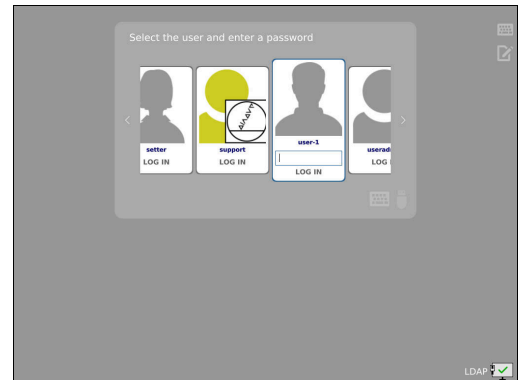 Select the user and enter a password
setter
LOG IN
support
LOG IN
user-1
LOG IN
LDAP